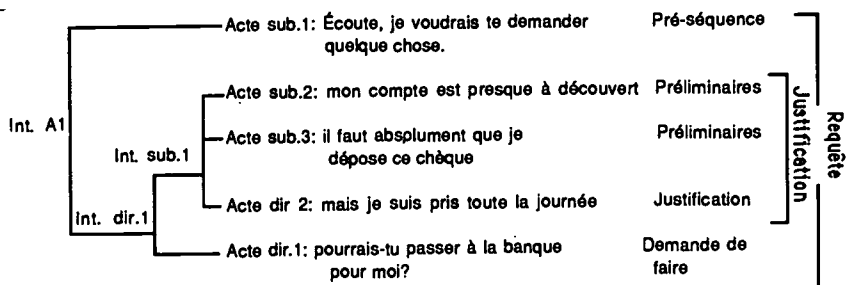 Acte sub.1: Écoute, je voudrais te demander Pré-séquence
quelque chose.
Acte sub.2: mon compte est presque à découvert Préliminaires
Int. A1
Acte sub.3: il faut absplument que je Préliminaires
dépose ce chèque
Int. sub.1
Acte dir 2: mais je suis pris toute la journée Justification
int. dir.1
Acte dir.1: pourrais-tu passer à la banque Demande de
pour moi? faire
Justification
Requête